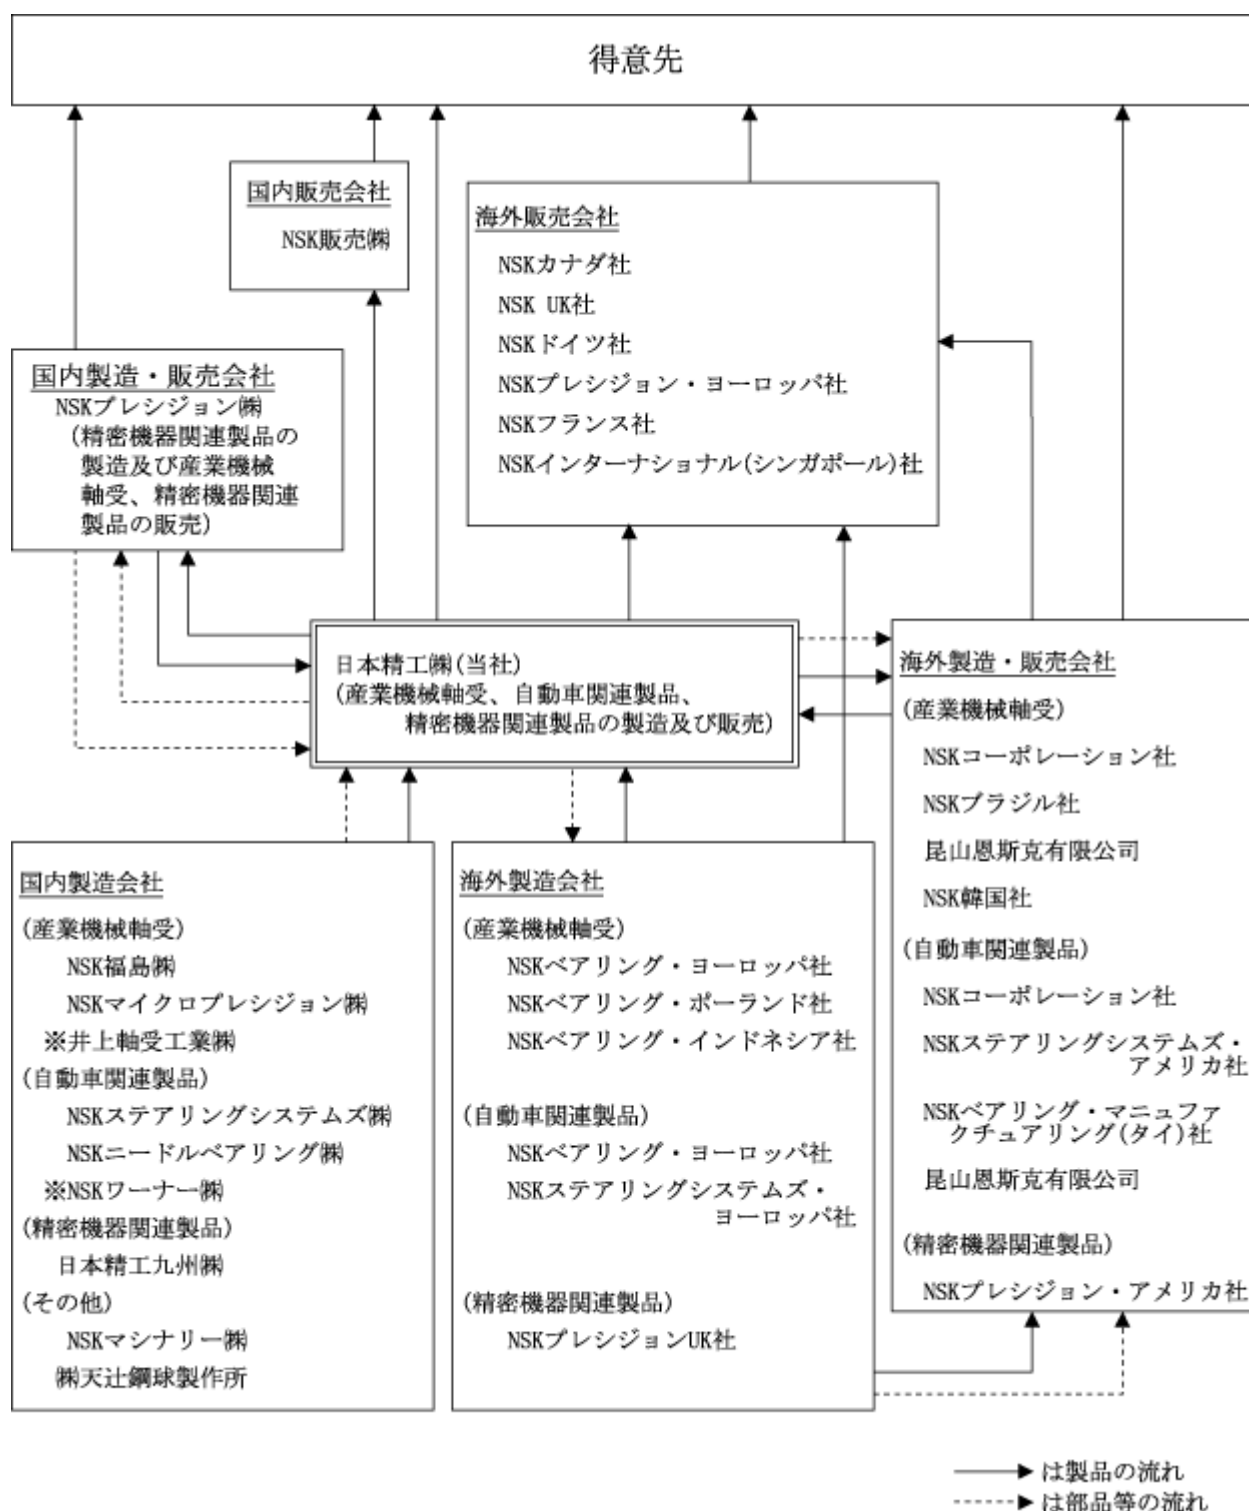 得意先
国内販売会社
NSK販売㈱
海外販売会社
NSKカナダ社
NSK UK社
NSKドイツ社
NSKプレシジョン・ヨーロッパ社
NSKフランス社
NSKインターナショナル(シンガポール)社
国内製造・販売会社
NSKプレシジョン㈱
(精密機器関連製品の
製造及び産業機械
軸受、精密機器関連
製品の販売)
日本精工㈱(当社)
(産業機械軸受、自動車関連製品、
精密機器関連製品の製造及び販売)
海外製造・販売会社
(産業機械軸受)
NSKコーポレーション社
NSKブラジル社
昆山恩斯克有限公司
NSK韓国社
(自動車関連製品)
NSKコーポレーション社
NSKステアリングシステムズ・
アメリカ社
NSKベアリング・マニュファ
クチュアリング(タイ)社
昆山恩斯克有限公司
(精密機器関連製品)
NSKプレシジョン・アメリカ社
国内製造会社
(産業機械軸受)
NSK福島㈱
NSKマイクロプレシジョン㈱
※井上軸受工業㈱
(自動車関連製品)
NSKステアリングシステムズ㈱
NSKニードルベアリング㈱
※NSKワーナー㈱
(精密機器関連製品)
日本精工九州㈱
(その他)
NSKマシナリー㈱
㈱天辻鋼球製作所
海外製造会社
(産業機械軸受)
NSKベアリング・ヨーロッパ社
NSKベアリング・ポーランド社
NSKベアリング・インドネシア社
(自動車関連製品)
NSKベアリング・ヨーロッパ社
NSKステアリングシステムズ・
ヨーロッパ社
(精密機器関連製品)
NSKプレシジョンUK社
は製品の流れ
は部品等の流れ